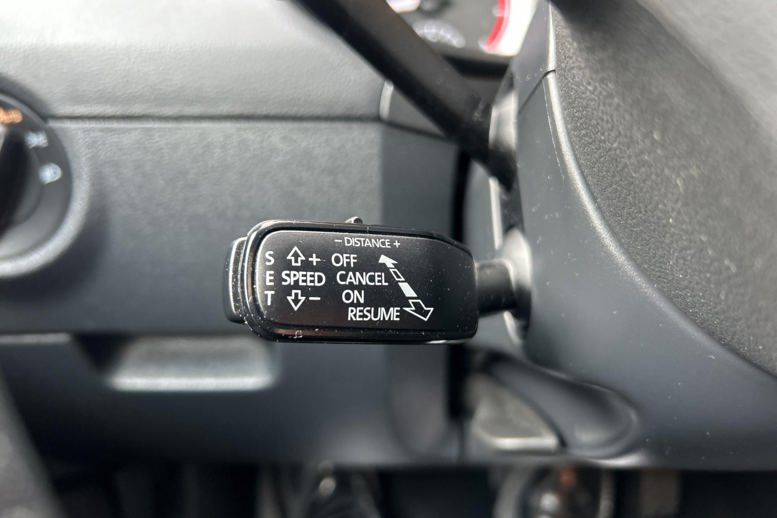 − DISTANCE +
S + OFF
E SPEED CANCEL
T − ON
RESUME